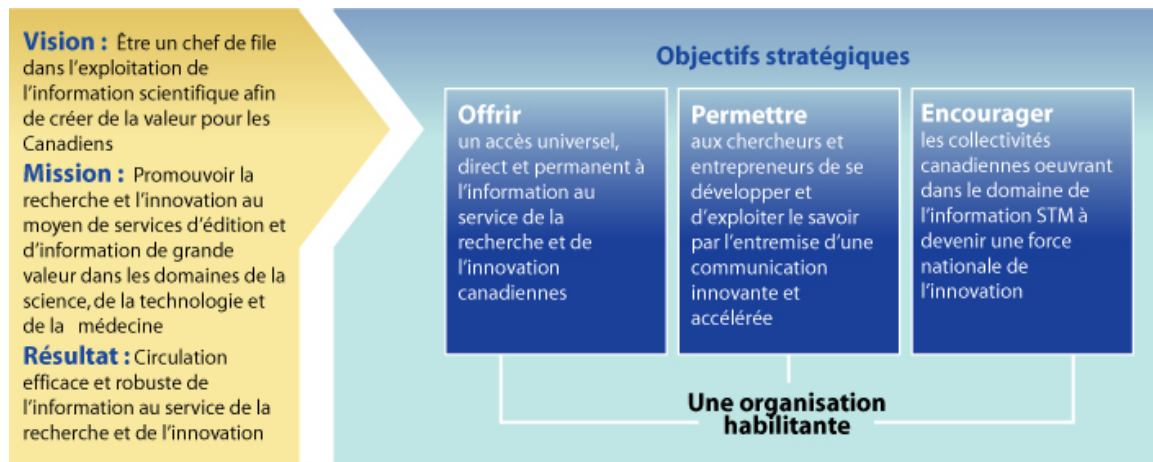 Vision : Être un chef de file
dans l'exploitation de
l'information scientifique afin
de créer de la valeur pour les
Canadiens
Mission : Promouvoir la
recherche et l'innovation au
moyen de services d'édition et
d'information de grande
valeur dans les domaines de la
science, de la technologie et
de la médecine
Résultat : Circulation
efficace et robuste de
l'information au service de la
recherche et de l'innovation
Objectifs stratégiques
Offrir
un accès universel,
direct et permanent à
l'information au
service de la
recherche et de
l'innovation
canadiennes
Permettre
aux chercheurs et
entrepreneurs de se
développer et
d'exploiter le savoir
par l'entremise d'une
communication
innovante et
accélérée
Encourager
les collectivités
canadiennes oeuvrant
dans le domaine de
l'information STM à
devenir une force
nationale de
l'innovation
Une organisation
habilitante